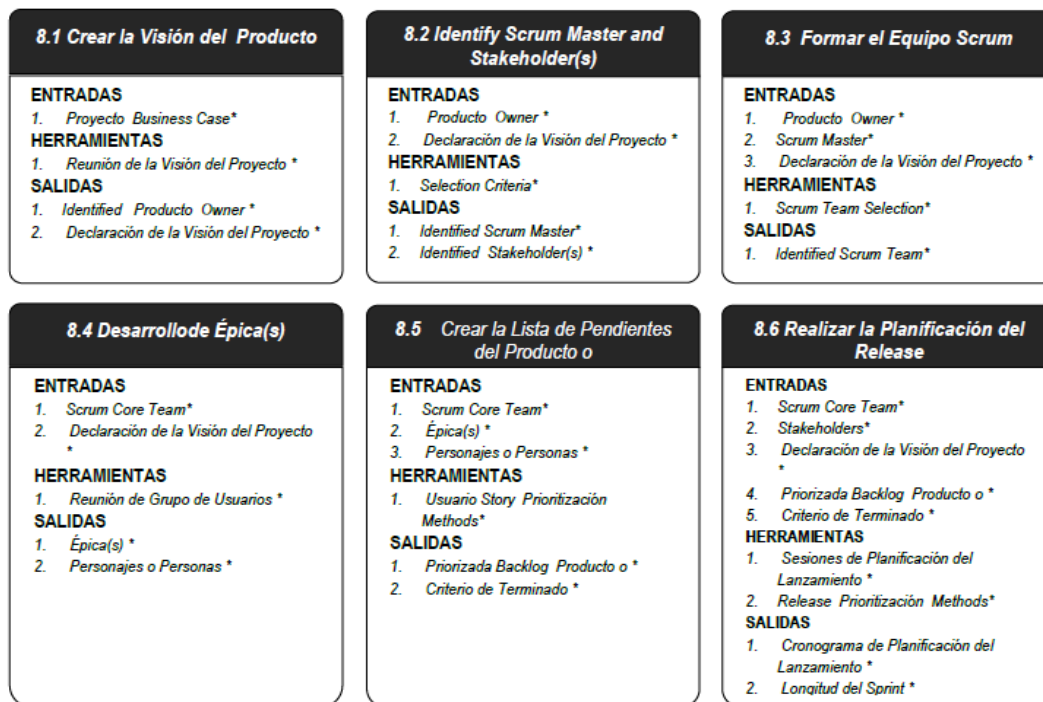 8.1 Crear la Visión del Producto
ENTRADAS
1. Proyecto Business Case*
HERRAMIENTAS
1. Reunión de la Visión del Proyecto *
SALIDAS
1. Identified Producto Owner *
2. Declaración de la Visión del Proyecto *
8.2 Identify Scrum Master and
Stakeholder(s)
ENTRADAS
1. Producto Owner *
2. Declaración de la Visión del Proyecto *
HERRAMIENTAS
1. Selection Criteria*
SALIDAS
1. Identified Scrum Master*
2. Identified Stakeholder(s) *
8.3 Formar el Equipo Scrum
ENTRADAS
1. Producto Owner *
2. Scrum Master*
3. Declaración de la Visión del Proyecto *
HERRAMIENTAS
1. Scrum Team Selection*
SALIDAS
1. Identified Scrum Team*
8.4 Desarrollode Épica(s)
ENTRADAS
1. Scrum Core Team*
2. Declaración de la Visión del Proyecto
*
HERRAMIENTAS
1. Reunión de Grupo de Usuarios *
SALIDAS
1. Épica(s) *
2. Personajes o Personas *
8.5 Crear la Lista de Pendientes
del Producto o
ENTRADAS
1. Scrum Core Team*
2. Épica(s) *
3. Personajes o Personas *
HERRAMIENTAS
1. Usuario Story Prioritización
Methods*
SALIDAS
1. Priorizada Backlog Producto o *
2. Criterio de Terminado *
8.6 Realizar la Planificación del
Release
ENTRADAS
1. Scrum Core Team*
2. Stakeholders*
3. Declaración de la Visión del Proyecto
*
4. Priorizada Backlog Producto o *
5. Criterio de Terminado *
HERRAMIENTAS
1. Sesiones de Planificación del
Lanzamiento *
2. Release Prioritización Methods*
SALIDAS
1. Cronograma de Planificación del
Lanzamiento *
2. Longitud del Sprint *